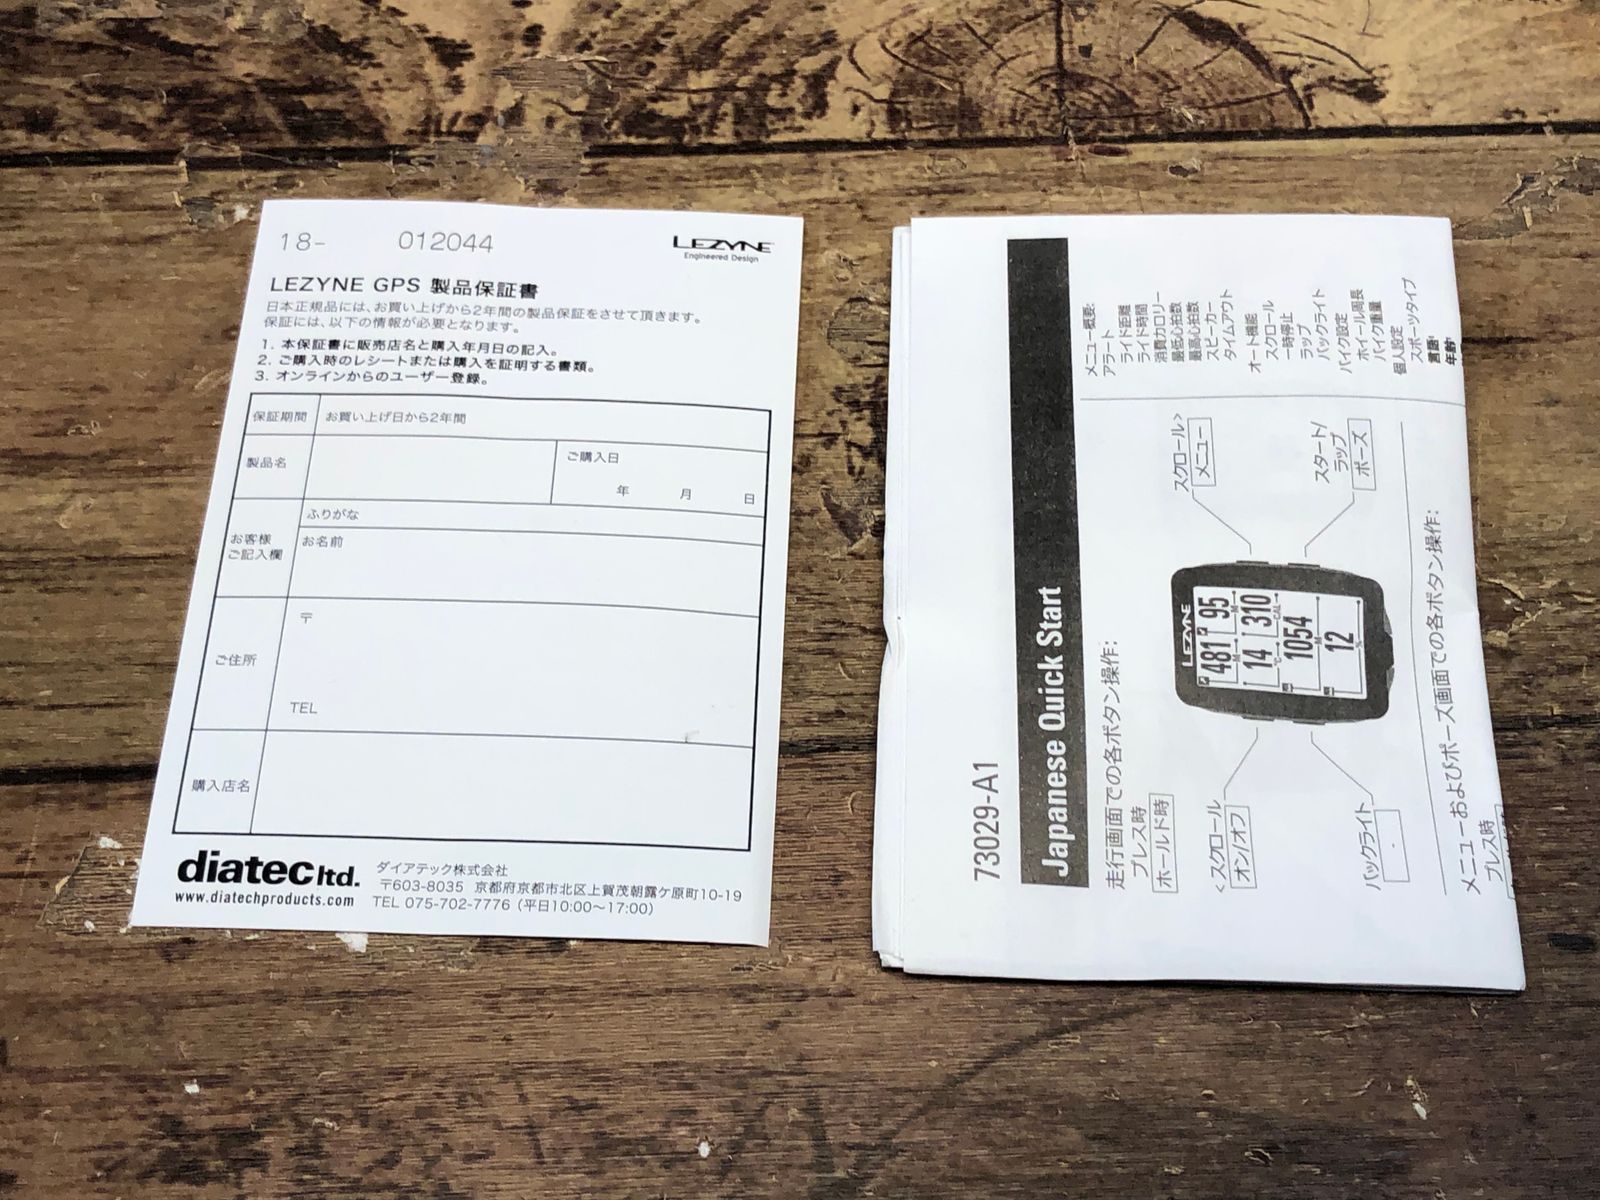 18- 012044
LEZYNE
Engineered Design
LEZYNE GPS 製品保証書
日本正規品には、お買い上げから2年間の製品保証をさせて頂きます。
保証には、以下の情報が必要となります。
1. 本保証書に販売店名と購入年月日の記入。
2. ご購入時のレシートまたは購入を証明する書類。
3. オンラインからのユーザー登録。
保証期間 お買い上げ日から2年間
製品名
ご購入日
年 月 日
お客様
ご記入欄
ふりがな
お名前
ご住所
〒
TEL
購入店名
diatec ltd.
www.diatechproducts.com
ダイアテック株式会社
〒603-8035 京都府京都市北区上賀茂朝露ケ原町10-19
TEL 075-702-7776（平日10:00〜17:00）
73029-A1
Japanese Quick Start
走行画面での各ボタン操作:
プレス時
ホールド時
<スクロール
オン/オフ
バックライト
-
スクロール>
メニュー
スタート/
ラップ
ポーズ
LEZYNE
481 95
14 310
1054
12
メニュー概要:
アラート
ライド距離
ライド時間
消費カロリー
最低心拍数
最高心拍数
スピーカー
タイムアウト
オート機能
スクロール
一時停止
ラップ
バックライト
バイク設定
ホイール周長
バイク重量
個人設定
スポーツタイプ
言語
年齢
メニューおよびポーズ画面での各ボタン操作:
プレス時